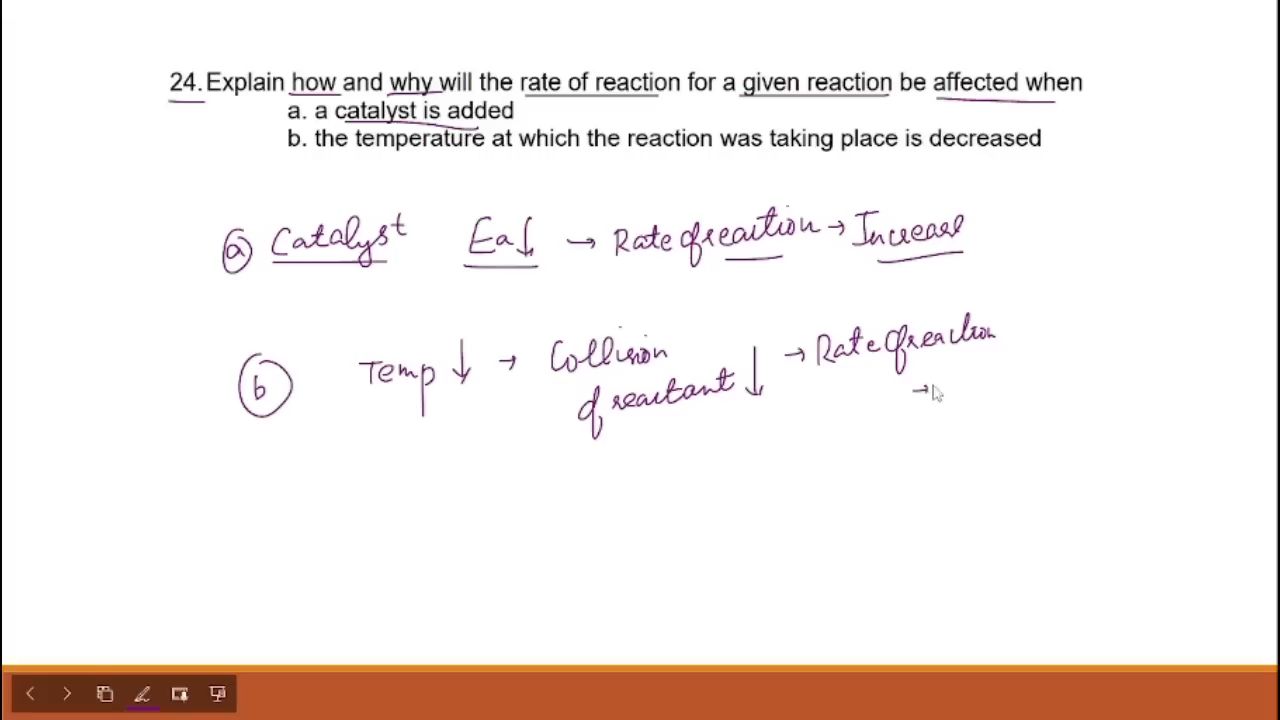 24. Explain how and why will the rate of reaction for a given reaction be affected when
a. a catalyst is added
b. the temperature at which the reaction was taking place is decreased
a Catalyst Ea↓ → Rate of reaction → Increase
b Temp ↓ → Collision of reactant ↓ → Rate of reaction
→